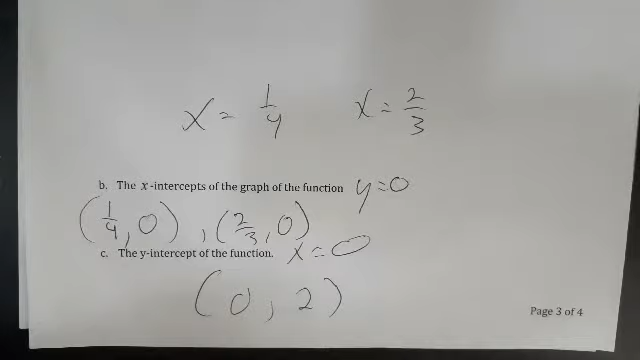 x = 1/4 x = 2/3
b. The x-intercepts of the graph of the function y=0
(1/4, 0) , (2/3, 0)
c. The y-intercept of the function. x = 0
(0, 2)
Page 3 of 4